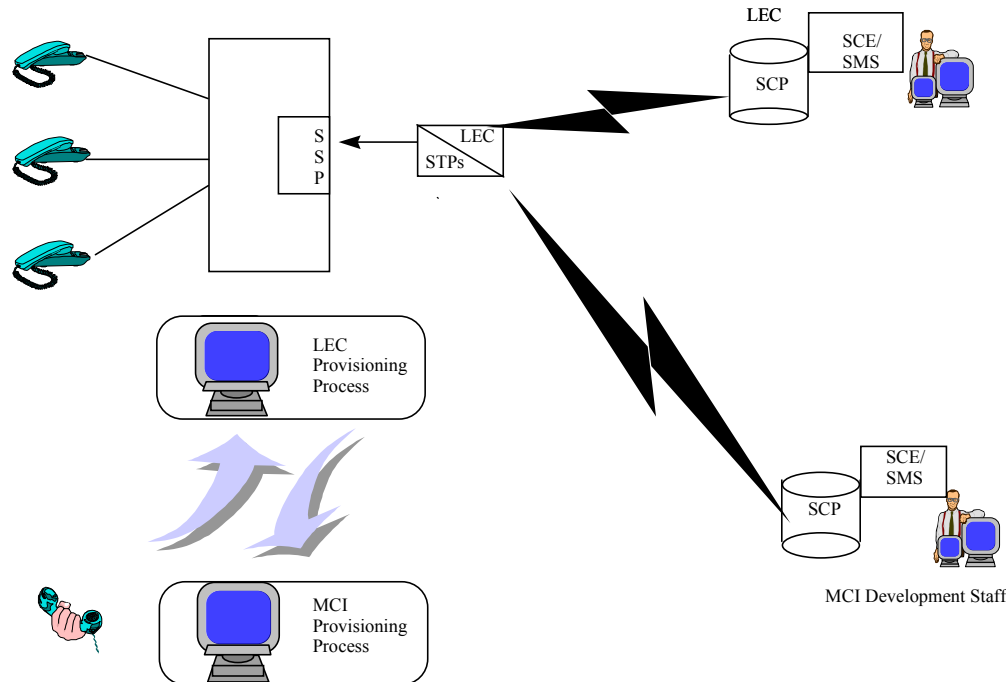 LEC
SCE/
SMS
SCP
S
S
P
LEC
STPs
LEC
Provisioning
Process
SCE/
SMS
SCP
MCI Development Staff
MCI
Provisioning
Process